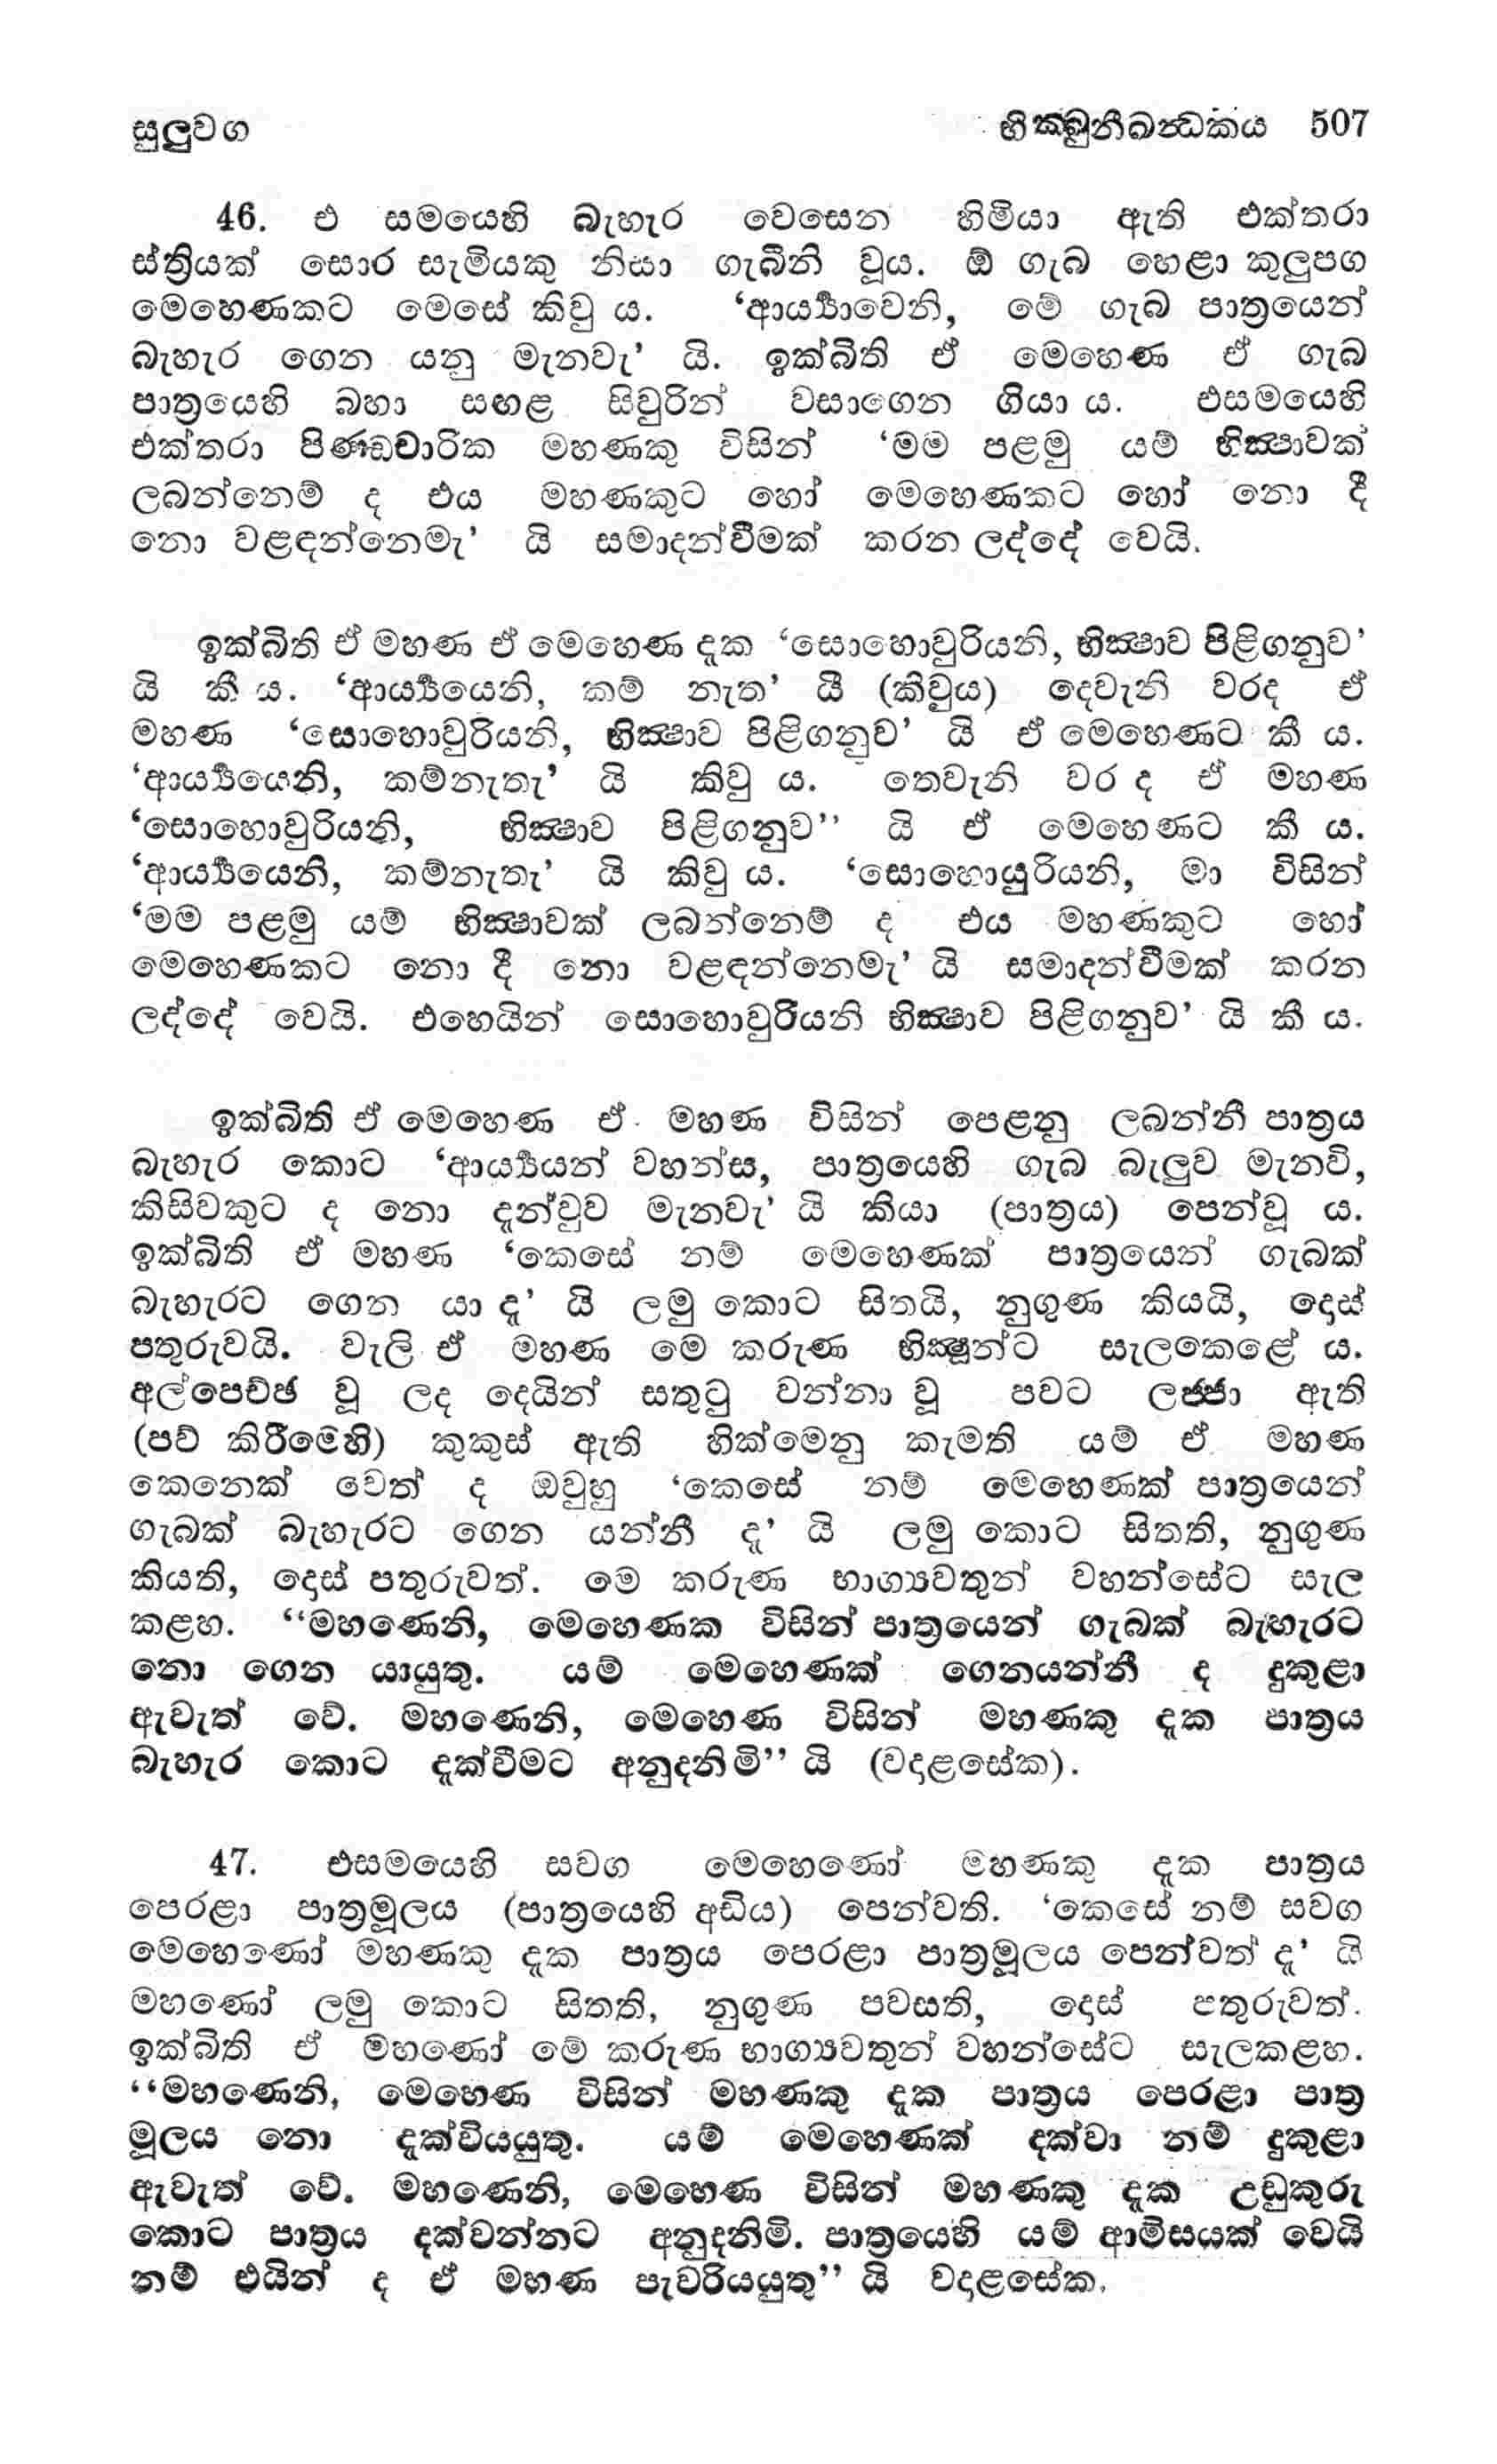 සුලුවග භික්ඛුනීඛන්ධකය 507
46. එ සමයෙහි බැහැර වෙසෙන හිමියා ඇති එක්තරා
ස්ත්‍රියක් සොර සැමියකු නිසා ගැබිනි වූය. ඕ ගැබ හෙළා කුලුපග
මෙහෙණකට මෙසේ කිවු ය. ‘ආර්‍ය්‍යාවෙනි, මේ ගැබ පාත්‍රයෙන්
බැහැර ගෙන යනු මැනවැ’ යි. ඉක්බිති ඒ මෙහෙණ ඒ ගැබ
පාත්‍රයෙහි බහා සඟළ සිවුරින් වසාගෙන ගියා ය. එසමයෙහි
එක්තරා පිණ්ඩචාරික මහණකු විසින් ‘මම පළමු යම් භික්‍ෂාවක්
ලබන්නෙම් ද එය මහණකුට හෝ මෙහෙණකට හෝ නො දී
නො වළඳන්නෙමැ’ යි සමාදන්වීමක් කරන ලද්දේ වෙයි.
ඉක්බිති ඒ මහණ ඒ මෙහෙණ දැක ‘සොහොවුරියනි, භික්‍ෂාව පිළිගනුව’
යි කී ය. ‘ආර්‍ය්‍යයෙනි, කම් නැත’ යී (කිවුය) දෙවැනි වරද ඒ
මහණ ‘සොහොවුරියනි, භික්‍ෂාව පිළිගනුව’ යි ඒ මෙහෙණට කී ය.
‘ආර්‍ය්‍යයෙනි, කම්නැතැ’ යි කිවු ය. තෙවැනි වර ද ඒ මහණ
‘සොහොවුරියනි, භික්‍ෂාව පිළිගනුව’’ යි ඒ මෙහෙණට කී ය.
‘ආර්‍ය්‍යයෙනි, කම්නැතැ’ යි කිවු ය. ‘සොහොයුරියනි, මා විසින්
‘මම පළමු යම් භික්‍ෂාවක් ලබන්නෙම් ද එය මහණකුට හෝ
මෙහෙණකට නො දී නො වළඳන්නෙමැ’ යි සමාදන්වීමක් කරන
ලද්දේ වෙයි. එහෙයින් සොහොවුරියනි භික්‍ෂාව පිළිගනුව’ යි කී ය.
ඉක්බිති ඒ මෙහෙණ ඒ මහණ විසින් පෙළනු ලබන්නී පාත්‍රය
බැහැර කොට ‘ආර්‍ය්‍යයන් වහන්ස, පාත්‍රයෙහි ගැබ බැලුව මැනවි,
කිසිවකුට ද නො දැන්වුව මැනවැ’ යි කියා (පාත්‍රය) පෙන්වූ ය.
ඉක්බිති ඒ මහණ ‘කෙසේ නම් මෙහෙණක් පාත්‍රයෙන් ගැබක්
බැහැරට ගෙන යා දැ’ යි ලමු කොට සිතයි, නුගුණ කියයි, දොස්
පතුරුවයි. වැලි ඒ මහණ මෙ කරුණ භික්‍ෂූන්ට සැලකෙළේ ය.
අල්පෙච්ඡ වූ ලද දෙයින් සතුටු වන්නා වූ පවට ලජ්ජා ඇති
(පව් කිරීමෙහි) කුකුස් ඇති හික්මෙනු කැමති යම් ඒ මහණ
කෙනෙක් වෙත් ද ඔවුහු ‘කෙසේ නම් මෙහෙණක් පාත්‍රයෙන්
ගැබක් බැහැරට ගෙන යන්නී දැ’ යි ලමු කොට සිතති, නුගුණ
කියති, දොස් පතුරුවත්. මෙ කරුණ භාග්‍යවතුන් වහන්සේට සැල
කළහ. ‘‘මහණෙනි, මෙහෙණක විසින් පාත්‍රයෙන් ගැබක් බැහැරට
නො ගෙන යායුතු. යම් මෙහෙණක් ගෙනයන්නී ද දුකුළා
ඇවැත් වේ. මහණෙනි, මෙහෙණ විසින් මහණකු දැක පාත්‍රය
බැහැර කොට දැක්වීමට අනුදනිමි’’ යි (වදළසේක).
47. එසමයෙහි සවග මෙහෙණෝ මහණකු දැක පාත්‍රය
පෙරළා පාත්‍රමූලය (පාත්‍රයෙහි අඩිය) පෙන්වති. ‘කෙසේ නම් සවග
මෙහෙණෝ මහණකු දැක පාත්‍රය පෙරළා පාත්‍රමූලය පෙන්වත් දැ’ යි
මහණෝ ලමු කොට සිතති, නුගුණ පවසති, දොස් පතුරුවත්.
ඉක්බිති ඒ මහණෝ මේ කරුණ භාග්‍යවතුන් වහන්සේට සැලකළහ.
‘‘මහණෙනි, මෙහෙණ විසින් මහණකු දැක පාත්‍රය පෙරළා පාත්‍ර
මූලය නො දැක්වියයුතු. යම් මෙහෙණක් දක්වා නම් දුකුළා
ඇවැත් වේ. මහණෙනි, මෙහෙණ විසින් මහණකු දැක උඩුකුරු
කොට පාත්‍රය දක්වන්නට අනුදනිමි. පාත්‍රයෙහි යම් ආමිසයක් වෙයි
නම් එයින් ද ඒ මහණ පැවරියයුතු’’ යි වදළසේක.